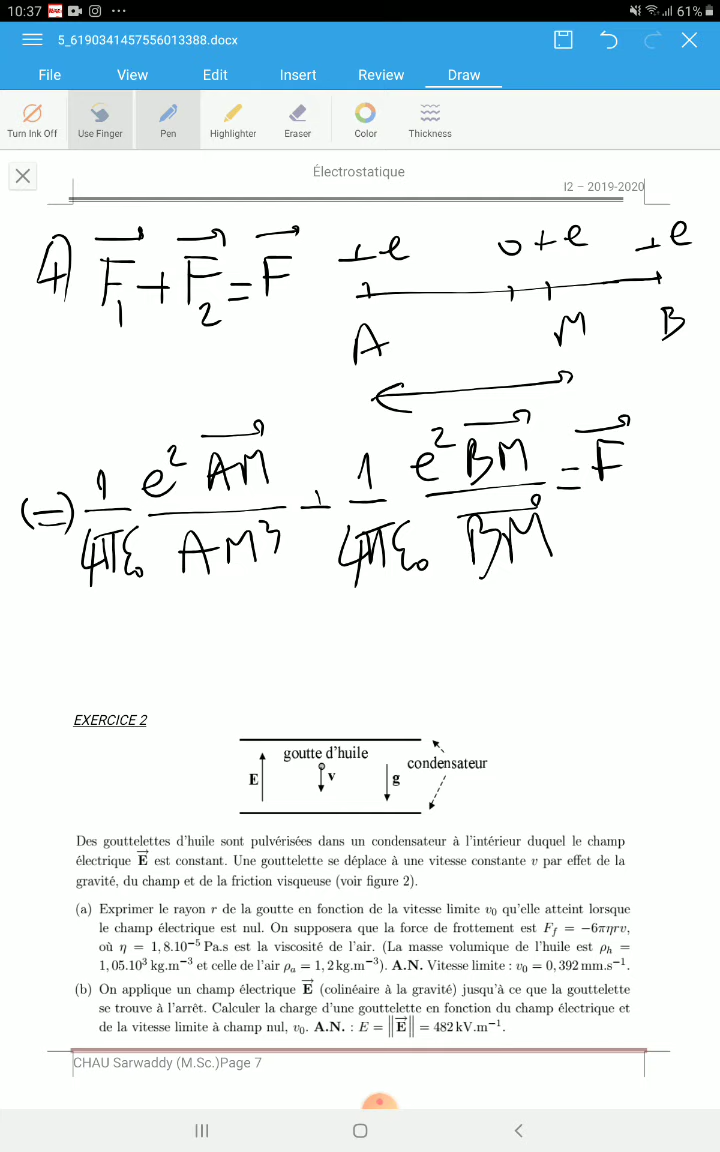 10:37 61%
5_6190341457556013388.docx
File View Edit Insert Review Draw
Turn Ink Off Use Finger Pen Highlighter Eraser Color Thickness
Électrostatique
I2 – 2019-2020
4) F⃗₁ + F⃗₂ = F⃗ +e o +e +e
A M B
(=) 1/4πε₀ e² AM⃗ / AM³ + 1/4πε₀ e² BM⃗ / BM⃗ = F⃗
EXERCICE 2
goutte d'huile
condensateur
E v g
Des gouttelettes d'huile sont pulvérisées dans un condensateur à l'intérieur duquel le champ
électrique E⃗ est constant. Une gouttelette se déplace à une vitesse constante v par effet de la
gravité, du champ et de la friction visqueuse (voir figure 2).
(a) Exprimer le rayon r de la goutte en fonction de la vitesse limite v₀ qu'elle atteint lorsque
le champ électrique est nul. On supposera que la force de frottement est F_f = −6πηrv,
où η = 1, 8.10⁻⁵ Pa.s est la viscosité de l'air. (La masse volumique de l'huile est ρ_h =
1, 05.10³ kg.m⁻³ et celle de l'air ρ_a = 1, 2 kg.m⁻³). A.N. Vitesse limite : v₀ = 0, 392 mm.s⁻¹.
(b) On applique un champ électrique E⃗ (colinéaire à la gravité) jusqu'à ce que la gouttelette
se trouve à l'arrêt. Calculer la charge d'une gouttelette en fonction du champ électrique et
de la vitesse limite à champ nul, v₀. A.N. : E = ‖E⃗‖ = 482 kV.m⁻¹.
CHAU Sarwaddy (M.Sc.)Page 7